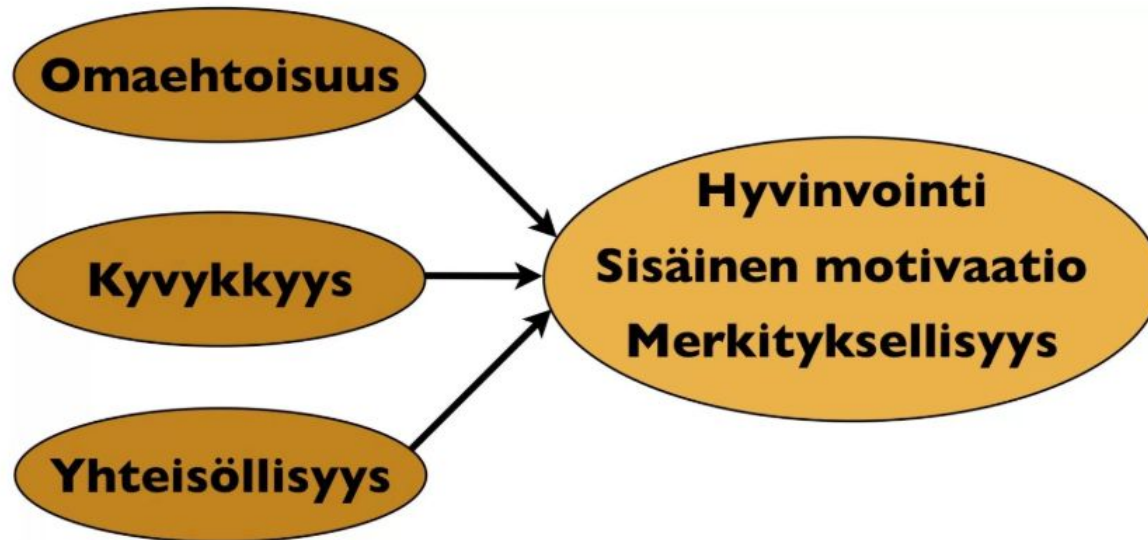 Omaehtoisuus
Kyvykkyys
Yhteisöllisyys
Hyvinvointi
Sisäinen motivaatio
Merkityksellisyys